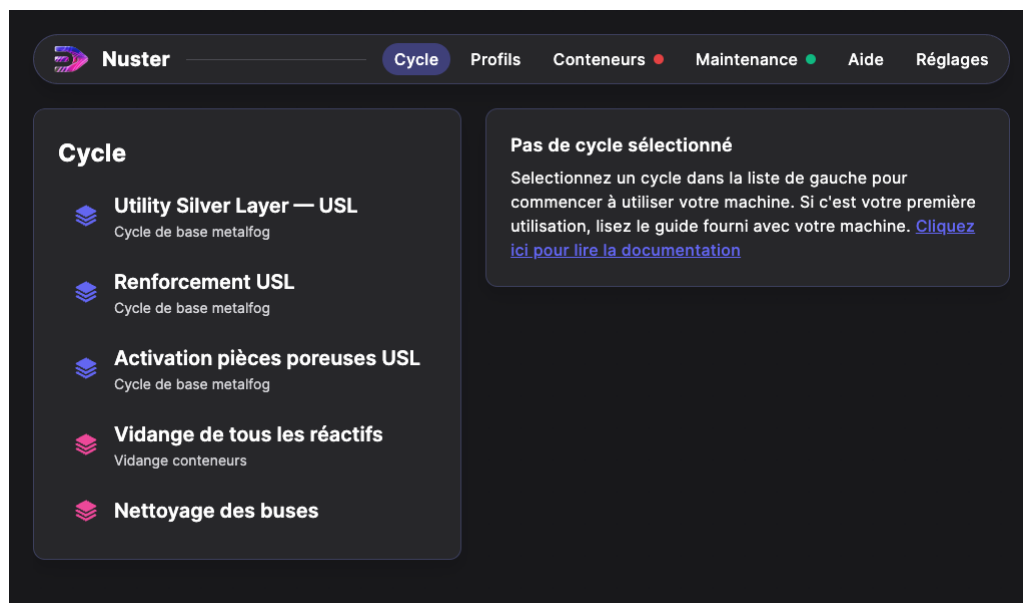 Nuster
Cycle
Profils
Conteneurs
Maintenance
Aide
Réglages
Cycle
Utility Silver Layer — USL
Cycle de base metalfog
Renforcement USL
Cycle de base metalfog
Activation pièces poreuses USL
Cycle de base metalfog
Vidange de tous les réactifs
Vidange conteneurs
Nettoyage des buses
Pas de cycle sélectionné
Selectionnez un cycle dans la liste de gauche pour
commencer à utiliser votre machine. Si c'est votre première
utilisation, lisez le guide fourni avec votre machine. Cliquez
ici pour lire la documentation